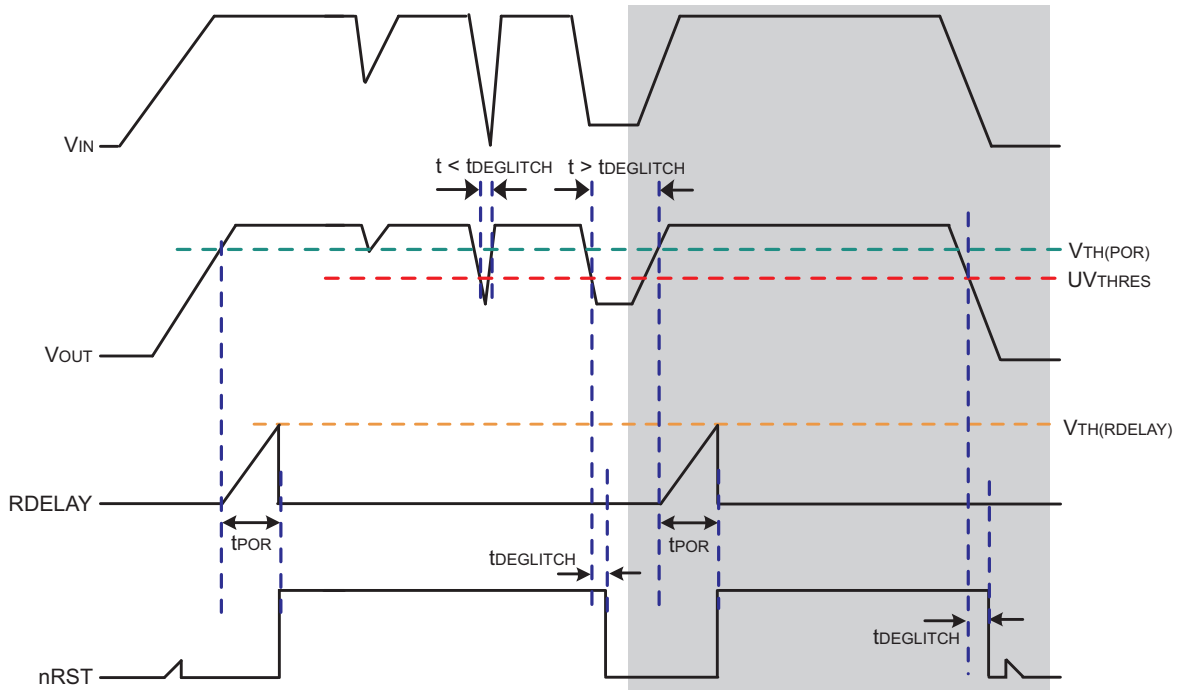 VIN
t < tDEGLITCH
t > tDEGLITCH
VTH(POR)
UVTHRES
VOUT
VTH(RDELAY)
RDELAY
tPOR
tPOR
tDEGLITCH
tDEGLITCH
nRST